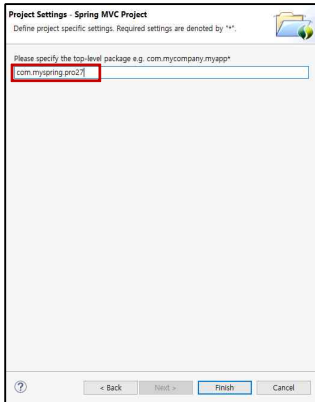 Project Settings - Spring MVC Project
Define project specific settings. Required settings are denoted by "*".
Please specify the top-level package e.g. com.mycompany.myapp*
com.myspring.pro27
?
< Back
Next >
Finish
Cancel